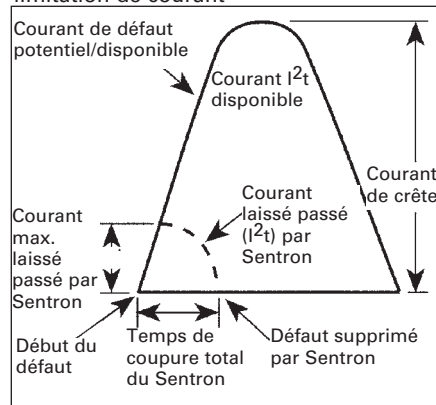 limitation de courant
Courant de défaut
potentiel/disponible
Courant I²t
disponible
Courant
de crête
Courant
laissé passé
(I²t) par
Sentron
Courant
max.
laissé
passé par
Sentron
Début du
défaut
Temps de
coupure total
du Sentron
Défaut supprimé
par Sentron